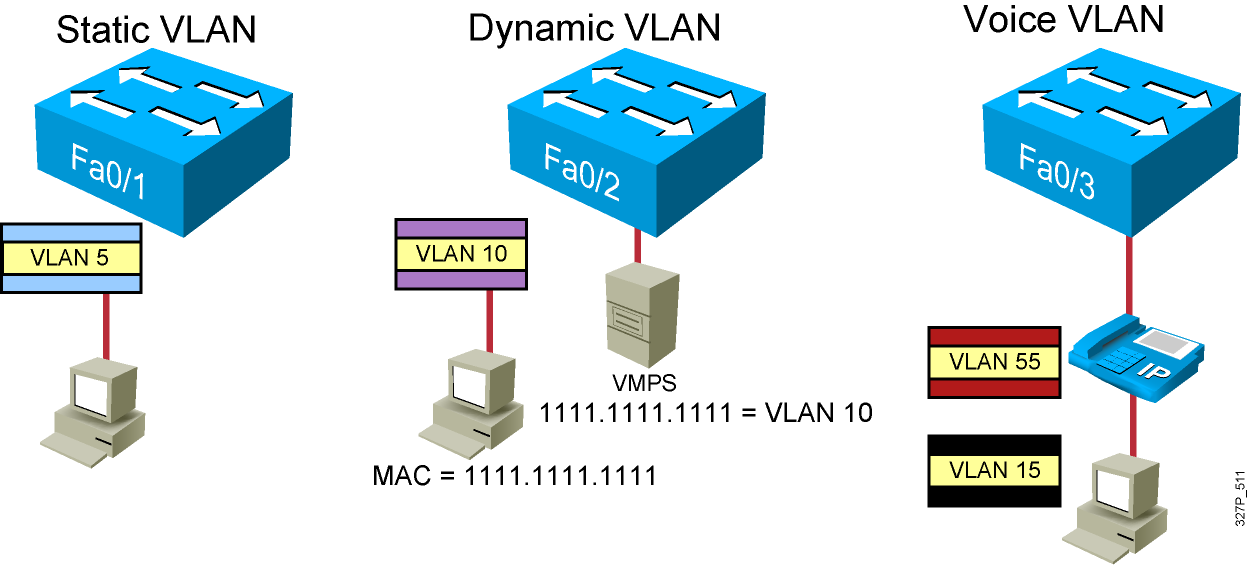 Static VLAN
Dynamic VLAN
Voice VLAN
Fa0/1
Fa0/2
Fa0/3
VLAN 5
VLAN 10
VMPS
1111.1111.1111 = VLAN 10
MAC = 1111.1111.1111
VLAN 55
IP
VLAN 15
327P_511